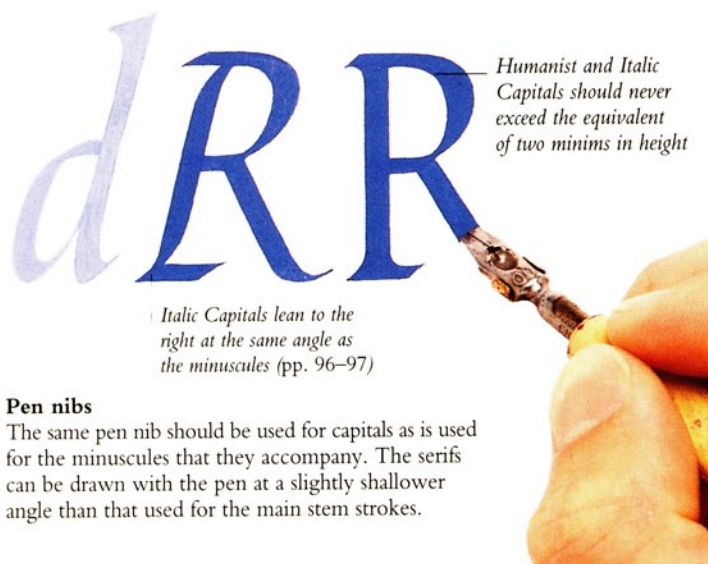 dRR
Humanist and Italic
Capitals should never
exceed the equivalent
of two minims in height
Italic Capitals lean to the
right at the same angle as
the minuscules (pp. 96–97)
Pen nibs
The same pen nib should be used for capitals as is used
for the minuscules that they accompany. The serifs
can be drawn with the pen at a slightly shallower
angle than that used for the main stem strokes.